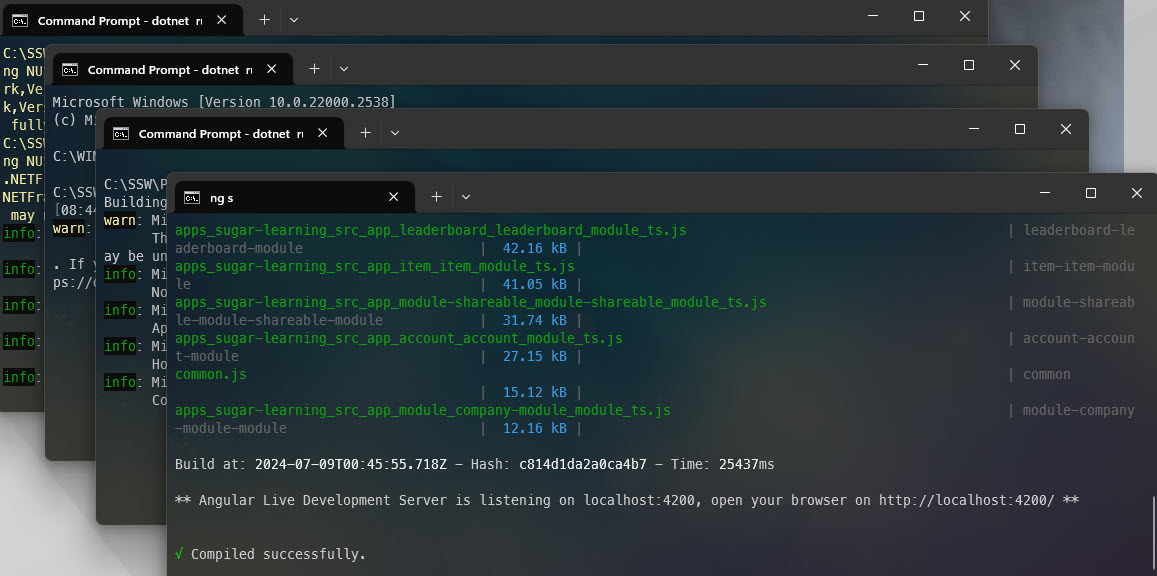 Command Prompt - dotnet
C:\SS
ng NU
rk,Ve
k,Ver
full
C:\SS
ng NU
.NETF
NETFra
may
info:
info:
info:
info:
info:
Command Prompt - dotnet
Microsoft Windows [Version 10.0.22000.2538]
(c) Mi
C:\WIN
C:\SSW
[08:44
warn:
. If
ps://
Command Prompt - dotnet
C:\SSW\P
Building
warn: Mi
Th
ay be un
info: Mi
No
info: Mi
Ap
info: Mi
Ho
info: Mi
Co
ng s
apps_sugar-learning_src_app_leaderboard_leaderboard_module_ts.js | leaderboard-le
aderboard-module | 42.16 kB |
apps_sugar-learning_src_app_item_item_module_ts.js | item-item-modu
le | 41.05 kB |
apps_sugar-learning_src_app_module-shareable_module-shareable_module_ts.js | module-shareab
le-module-shareable-module | 31.74 kB |
apps_sugar-learning_src_app_account_account_module_ts.js | account-accoun
t-module | 27.15 kB |
common.js | common
| 15.12 kB |
apps_sugar-learning_src_app_module_company-module_module_ts.js | module-company
-module-module | 12.16 kB |
Build at: 2024-07-09T00:45:55.718Z - Hash: c814d1da2a0ca4b7 - Time: 25437ms
** Angular Live Development Server is listening on localhost:4200, open your browser on http://localhost:4200/ **
√ Compiled successfully.